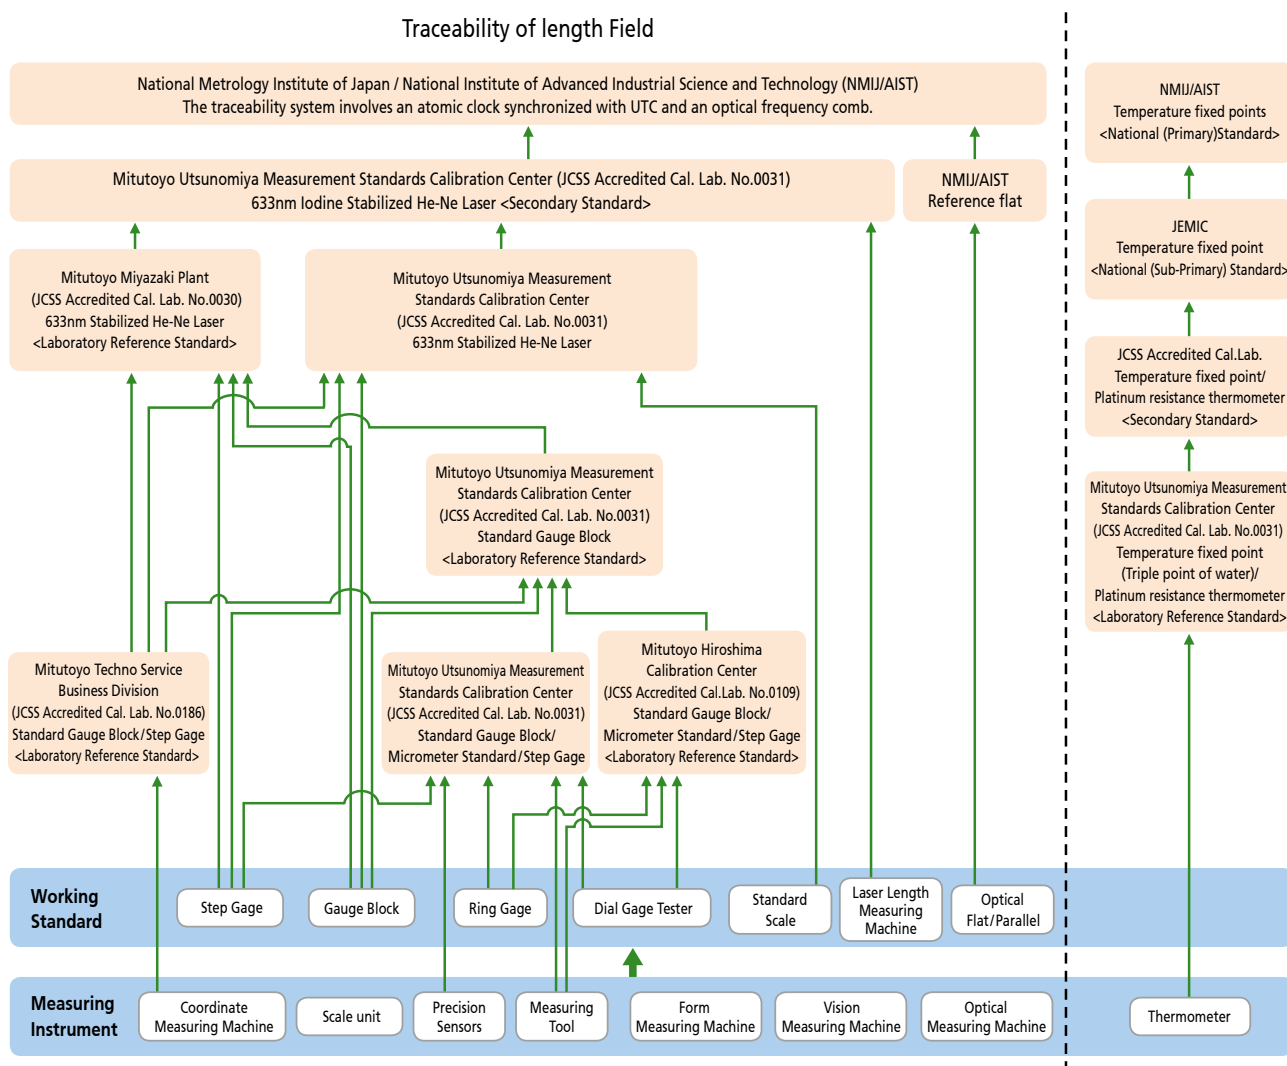 Traceability of length Field
National Metrology Institute of Japan / National Institute of Advanced Industrial Science and Technology (NMIJ/AIST)
The traceability system involves an atomic clock synchronized with UTC and an optical frequency comb.
NMIJ/AIST
Temperature fixed points
<National (Primary)Standard>
Mitutoyo Utsunomiya Measurement Standards Calibration Center (JCSS Accredited Cal. Lab. No.0031)
633nm Iodine Stabilized He-Ne Laser <Secondary Standard>
NMIJ/AIST
Reference flat
JEMIC
Temperature fixed point
<National (Sub-Primary) Standard>
Mitutoyo Miyazaki Plant
(JCSS Accredited Cal. Lab. No.0030)
633nm Stabilized He-Ne Laser
<Laboratory Reference Standard>
Mitutoyo Utsunomiya Measurement
Standards Calibration Center
(JCSS Accredited Cal. Lab. No.0031)
633nm Stabilized He-Ne Laser
JCSS Accredited Cal.Lab.
Temperature fixed point/
Platinum resistance thermometer
<Secondary Standard>
Mitutoyo Utsunomiya Measurement
Standards Calibration Center
(JCSS Accredited Cal. Lab. No.0031)
Standard Gauge Block
<Laboratory Reference Standard>
Mitutoyo Utsunomiya Measurement
Standards Calibration Center
(JCSS Accredited Cal. Lab. No.0031)
Temperature fixed point
(Triple point of water)/
Platinum resistance thermometer
<Laboratory Reference Standard>
Mitutoyo Techno Service
Business Division
(JCSS Accredited Cal. Lab. No.0186)
Standard Gauge Block/Step Gage
<Laboratory Reference Standard>
Mitutoyo Utsunomiya Measurement
Standards Calibration Center
(JCSS Accredited Cal. Lab. No.0031)
Standard Gauge Block/
Micrometer Standard/Step Gage
Mitutoyo Hiroshima
Calibration Center
(JCSS Accredited Cal.Lab. No.0109)
Standard Gauge Block/
Micrometer Standard/Step Gage
<Laboratory Reference Standard>
Working
Standard
Step Gage
Gauge Block
Ring Gage
Dial Gage Tester
Standard
Scale
Laser Length
Measuring
Machine
Optical
Flat/Parallel
Measuring
Instrument
Coordinate
Measuring Machine
Scale unit
Precision
Sensors
Measuring
Tool
Form
Measuring Machine
Vision
Measuring Machine
Optical
Measuring Machine
Thermometer